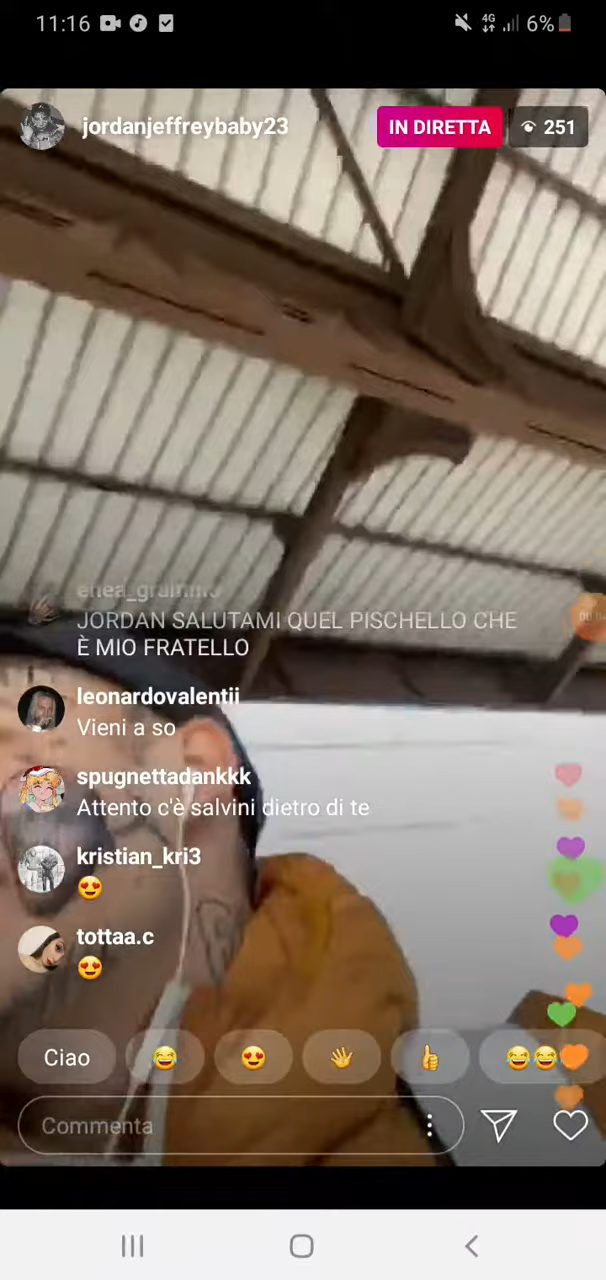 11:16
4G
6%
jordanjeffreybaby23
IN DIRETTA
251
JORDAN SALUTAMI QUEL PISCHELLO CHE
È MIO FRATELLO
leonardovalentii
Vieni a so
spugnettadankkk
Attento c'è salvini dietro di te
kristian_kri3
😍
tottaa.c
😍
Ciao 😂 😍 👋 👍 😂😂
Commenta